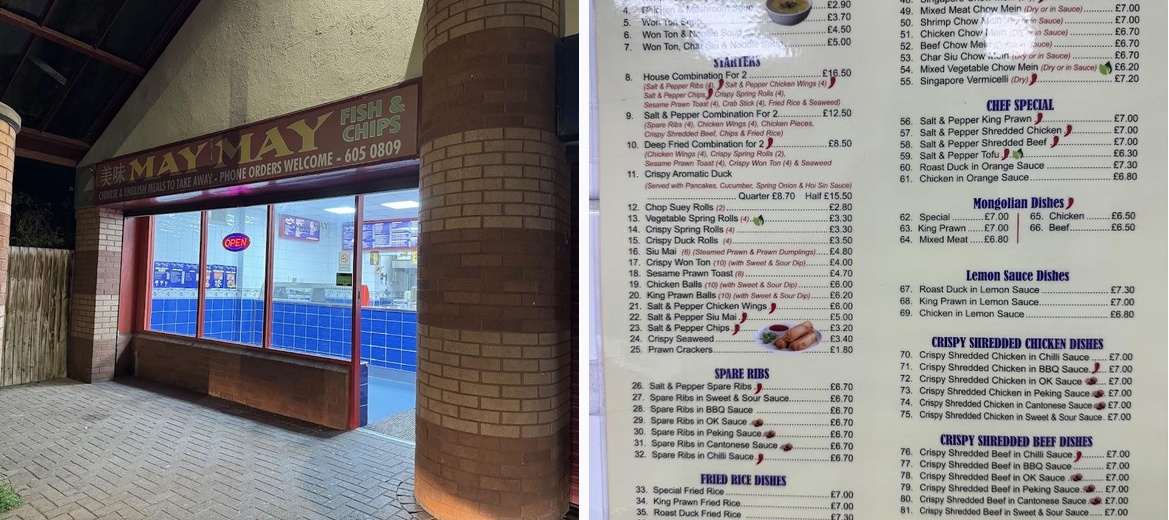 美味 MAY MAY FISH & CHIPS
CHINESE & ENGLISH MEALS TO TAKE AWAY - PHONE ORDERS WELCOME - 605 0809
OPEN
4. Chicken & Mushroom Soup £2.90
5. Won Ton Soup £3.70
6. Won Ton & Noodle Soup £4.50
7. Won Ton, Char Siu & Noodle Soup £5.00
STARTERS
8. House Combination For 2 £16.50
(Salt & Pepper Ribs (4), Salt & Pepper Chicken Wings (4)
Salt & Pepper Chips, Crispy Spring Rolls (4),
Sesame Prawn Toast (4), Crab Stick (4), Fried Rice & Seaweed)
9. Salt & Pepper Combination For 2 £12.50
(Spare Ribs (4), Chicken Wings (4), Chicken Pieces,
Crispy Shredded Beef, Chips & Fried Rice)
10. Deep Fried Combination for 2 £8.50
(Chicken Wings (4), Crispy Spring Rolls (2),
Sesame Prawn Toast (4), Crispy Won Ton (4) & Seaweed
11. Crispy Aromatic Duck
(Served with Pancakes, Cucumber, Spring Onion & Hoi Sin Sauce)
Quarter £8.70 Half £15.50
12. Chop Suey Rolls (2) £2.80
13. Vegetable Spring Rolls (4) £3.30
14. Crispy Spring Rolls (4) £3.30
15. Crispy Duck Rolls (4) £3.50
16. Siu Mai (6) (Steamed Prawn & Prawn Dumplings) £4.80
17. Crispy Won Ton (10) (with Sweet & Sour Dip) £4.00
18. Sesame Prawn Toast (8) £4.70
19. Chicken Balls (10) (with Sweet & Sour Dip) £6.00
20. King Prawn Balls (10) (with Sweet & Sour Dip) £6.20
21. Salt & Pepper Chicken Wings £6.00
22. Salt & Pepper Siu Mai £5.00
23. Salt & Pepper Chips £3.20
24. Crispy Seaweed £3.40
25. Prawn Crackers £1.80
SPARE RIBS
26. Salt & Pepper Spare Ribs £6.70
27. Spare Ribs in Sweet & Sour Sauce £6.70
28. Spare Ribs in BBQ Sauce £6.70
29. Spare Ribs in OK Sauce £6.70
30. Spare Ribs in Peking Sauce £6.70
31. Spare Ribs in Cantonese Sauce £6.70
32. Spare Ribs in Chilli Sauce £6.70
FRIED RICE DISHES
33. Special Fried Rice £7.00
34. King Prawn Fried Rice £7.00
35. Roast Duck Fried Rice £7.30
49. Mixed Meat Chow Mein (Dry or in Sauce) £7.00
50. Shrimp Chow Mein (Dry or in Sauce) £7.00
51. Chicken Chow Mein (Dry or in Sauce) £6.70
52. Beef Chow Mein (Dry or in Sauce) £6.70
53. Char Siu Chow Mein (Dry or in Sauce) £6.70
54. Mixed Vegetable Chow Mein (Dry or in Sauce) £6.20
55. Singapore Vermicelli (Dry) £7.20
CHEF SPECIAL
56. Salt & Pepper King Prawn £7.00
57. Salt & Pepper Shredded Chicken £7.00
58. Salt & Pepper Shredded Beef £7.00
59. Salt & Pepper Tofu £6.30
60. Roast Duck in Orange Sauce £7.30
61. Chicken in Orange Sauce £6.80
Mongolian Dishes
62. Special £7.00 65. Chicken £6.50
63. King Prawn £7.00 66. Beef £6.50
64. Mixed Meat £6.80
Lemon Sauce Dishes
67. Roast Duck in Lemon Sauce £7.30
68. King Prawn in Lemon Sauce £7.00
69. Chicken in Lemon Sauce £6.80
CRISPY SHREDDED CHICKEN DISHES
70. Crispy Shredded Chicken in Chilli Sauce £7.00
71. Crispy Shredded Chicken in BBQ Sauce £7.00
72. Crispy Shredded Chicken in OK Sauce £7.00
73. Crispy Shredded Chicken in Peking Sauce £7.00
74. Crispy Shredded Chicken in Cantonese Sauce £7.00
75. Crispy Shredded Chicken in Sweet & Sour Sauce £7.00
CRISPY SHREDDED BEEF DISHES
76. Crispy Shredded Beef in Chilli Sauce £7.00
77. Crispy Shredded Beef in BBQ Sauce £7.00
78. Crispy Shredded Beef in OK Sauce £7.00
79. Crispy Shredded Beef in Peking Sauce £7.00
80. Crispy Shredded Beef in Cantonese Sauce £7.00
81. Crispy Shredded Beef in Sweet & Sour Sauce £7.00